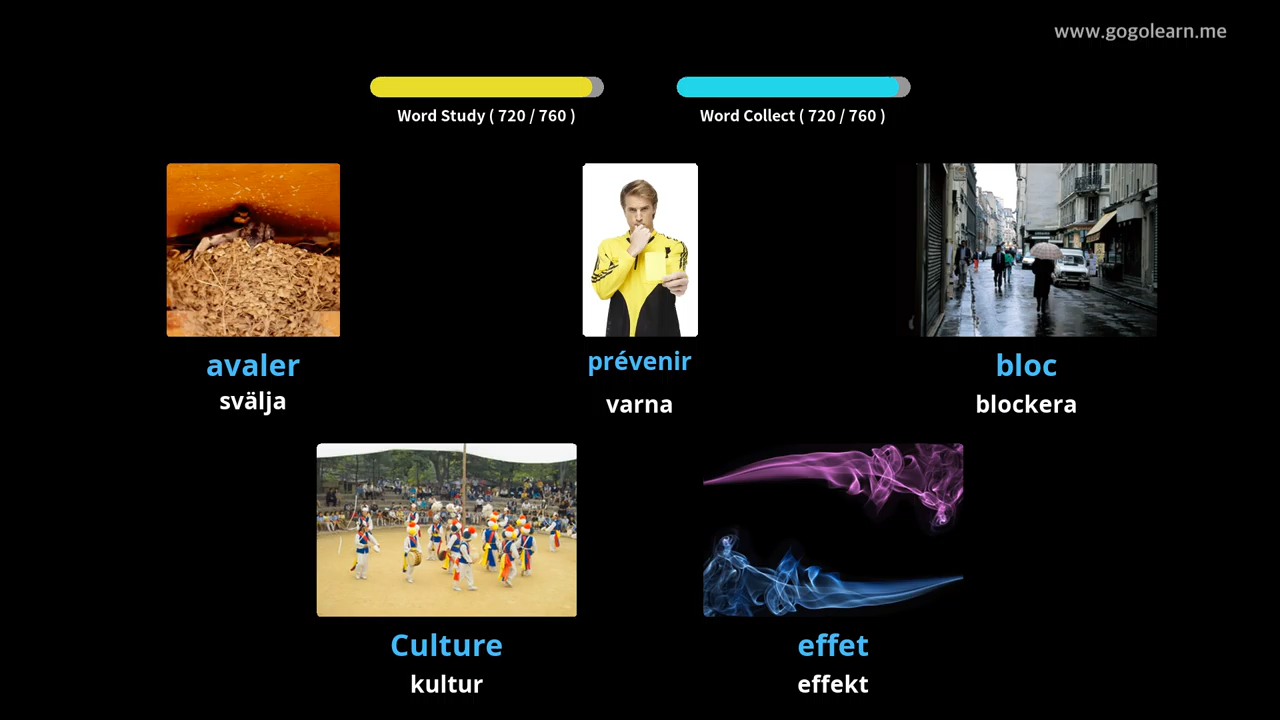 www.gogolearn.me
Word Study ( 720 / 760 )
Word Collect ( 720 / 760 )
avaler
svälja
prévenir
varna
bloc
blockera
Culture
kultur
effet
effekt